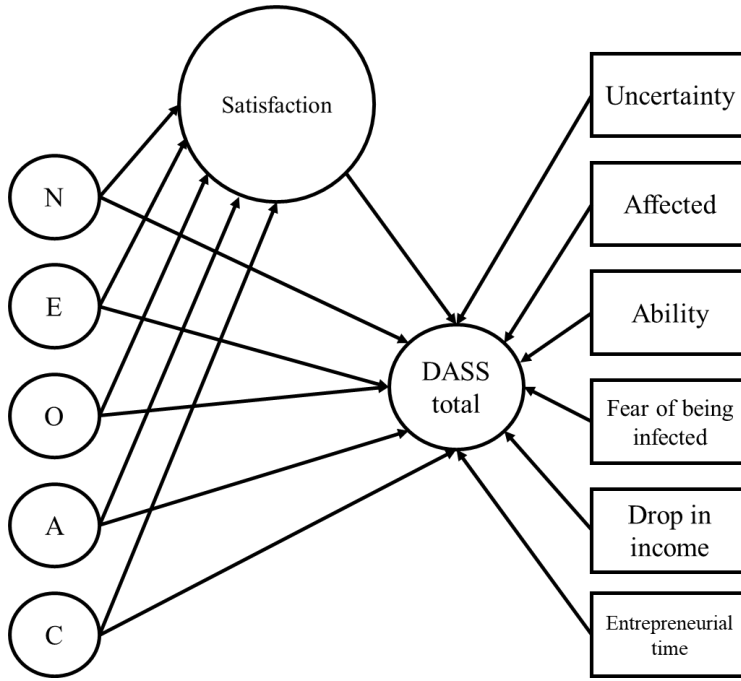 Satisfaction
N
E
O
A
C
DASS
total
Uncertainty
Affected
Ability
Fear of being
infected
Drop in
income
Entrepreneurial
time